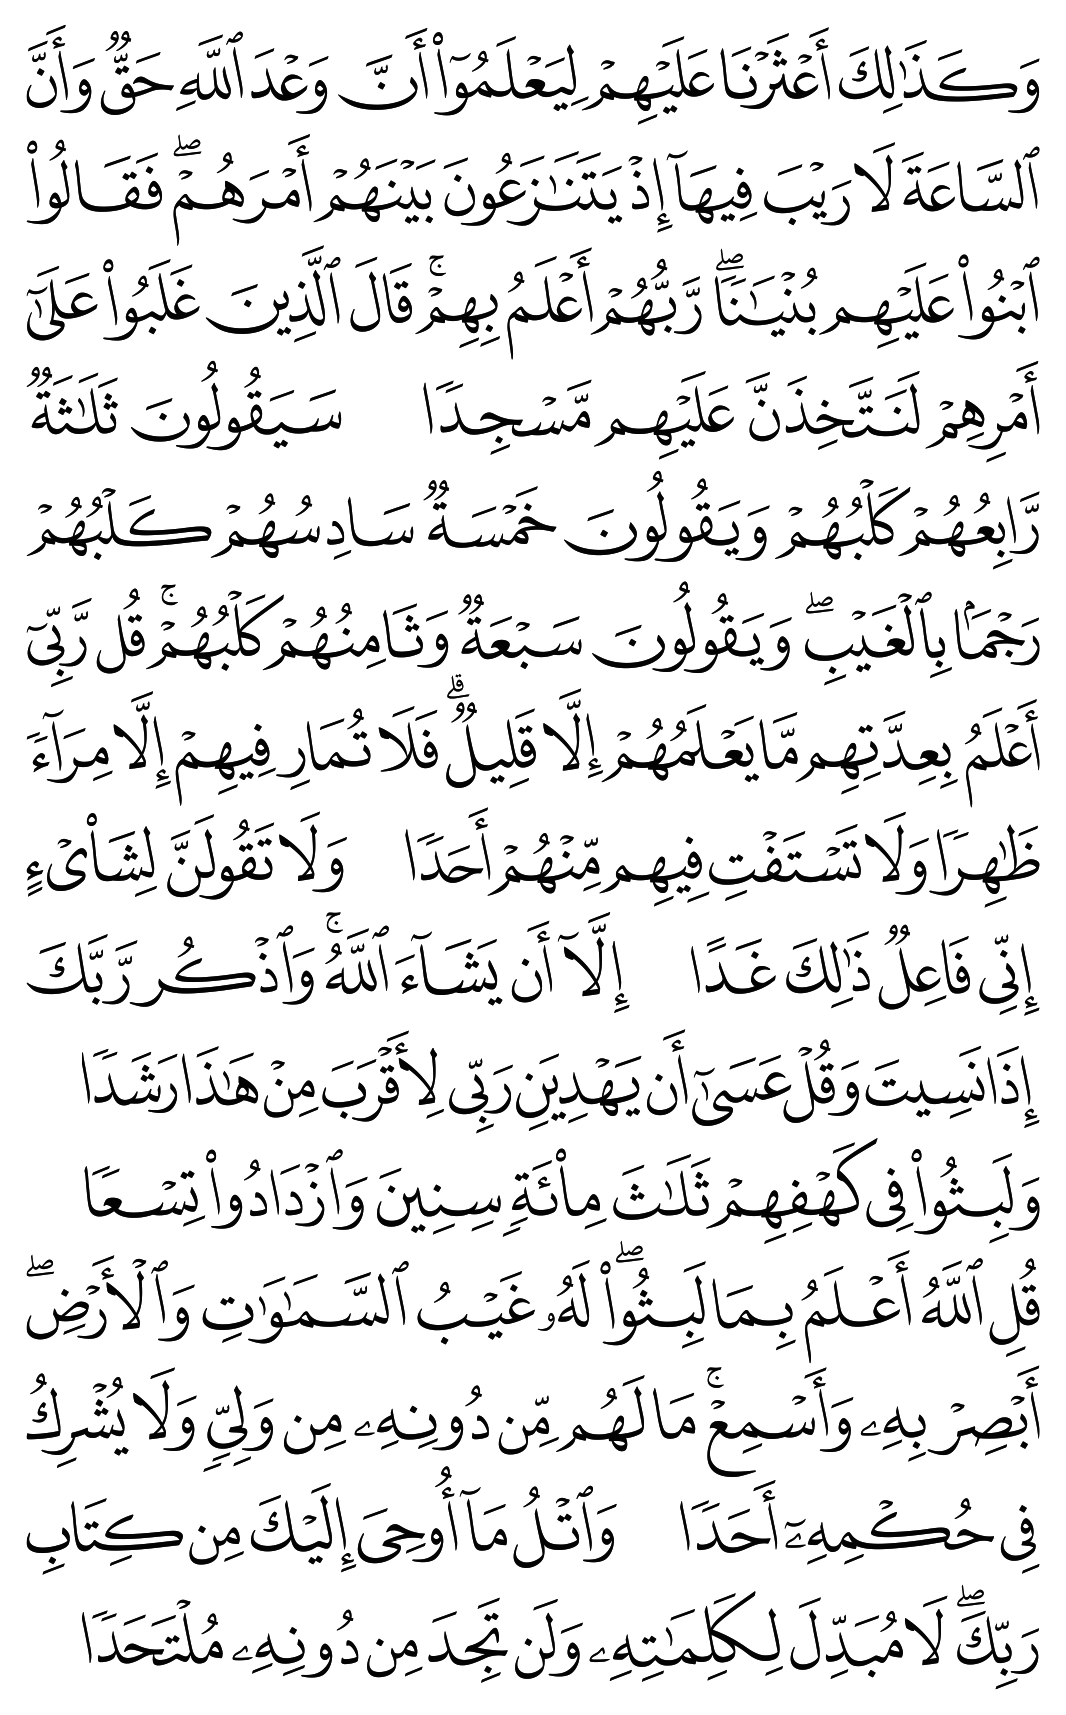 وَكَذَٰلِكَ أَعْثَرْنَا عَلَيْهِمْ لِيَعْلَمُوٓا۟ أَنَّ وَعْدَ ٱللَّهِ حَقٌّ وَأَنَّ
ٱلسَّاعَةَ لَا رَيْبَ فِيهَآ إِذْ يَتَنَٰزَعُونَ بَيْنَهُمْ أَمْرَهُمْ ۖ فَقَالُوا۟
ٱبْنُوا۟ عَلَيْهِم بُنْيَٰنًا ۖ رَّبُّهُمْ أَعْلَمُ بِهِمْ ۚ قَالَ ٱلَّذِينَ غَلَبُوا۟ عَلَىٰٓ
أَمْرِهِمْ لَنَتَّخِذَنَّ عَلَيْهِم مَّسْجِدًا سَيَقُولُونَ ثَلَٰثَةٌ
رَّابِعُهُمْ كَلْبُهُمْ وَيَقُولُونَ خَمْسَةٌ سَادِسُهُمْ كَلْبُهُمْ
رَجْمًۢا بِٱلْغَيْبِ ۖ وَيَقُولُونَ سَبْعَةٌ وَثَامِنُهُمْ كَلْبُهُمْ ۚ قُل رَّبِّىٓ
أَعْلَمُ بِعِدَّتِهِم مَّا يَعْلَمُهُمْ إِلَّا قَلِيلٌ ۗ فَلَا تُمَارِ فِيهِمْ إِلَّا مِرَآءً
ظَٰهِرًا وَلَا تَسْتَفْتِ فِيهِم مِّنْهُمْ أَحَدًا وَلَا تَقُولَنَّ لِشَا۟ىْءٍ
إِنِّى فَاعِلٌ ذَٰلِكَ غَدًا إِلَّآ أَن يَشَآءَ ٱللَّهُ ۚ وَٱذْكُر رَّبَّكَ
إِذَا نَسِيتَ وَقُلْ عَسَىٰٓ أَن يَهْدِيَنِ رَبِّى لِأَقْرَبَ مِنْ هَٰذَا رَشَدًا
وَلَبِثُوا۟ فِى كَهْفِهِمْ ثَلَٰثَ مِا۟ئَةٍ سِنِينَ وَٱزْدَادُوا۟ تِسْعًا
قُلِ ٱللَّهُ أَعْلَمُ بِمَا لَبِثُوا۟ ۖ لَهُۥ غَيْبُ ٱلسَّمَٰوَٰتِ وَٱلْأَرْضِ ۖ
أَبْصِرْ بِهِۦ وَأَسْمِعْ ۚ مَا لَهُم مِّن دُونِهِۦ مِن وَلِىٍّ وَلَا يُشْرِكُ
فِى حُكْمِهِۦٓ أَحَدًا وَٱتْلُ مَآ أُوحِىَ إِلَيْكَ مِن كِتَابِ
رَبِّكَ ۖ لَا مُبَدِّلَ لِكَلِمَٰتِهِۦ وَلَن تَجِدَ مِن دُونِهِۦ مُلْتَحَدًا